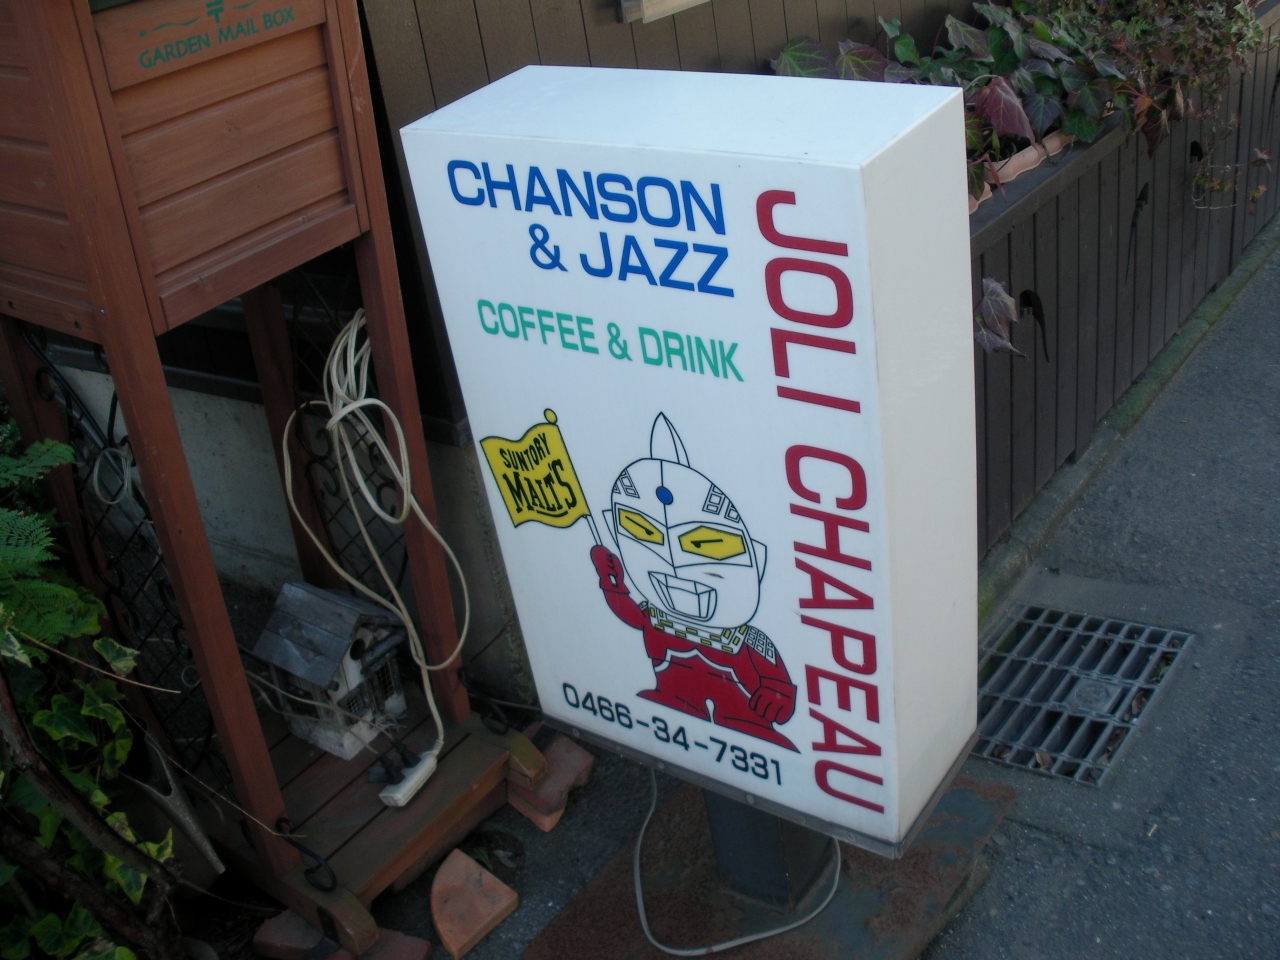 〒
GARDEN MAIL BOX
CHANSON
& JAZZ
COFFEE & DRINK
JOLI CHAPEAU
SUNTORY
MALT'S
0466-34-7331